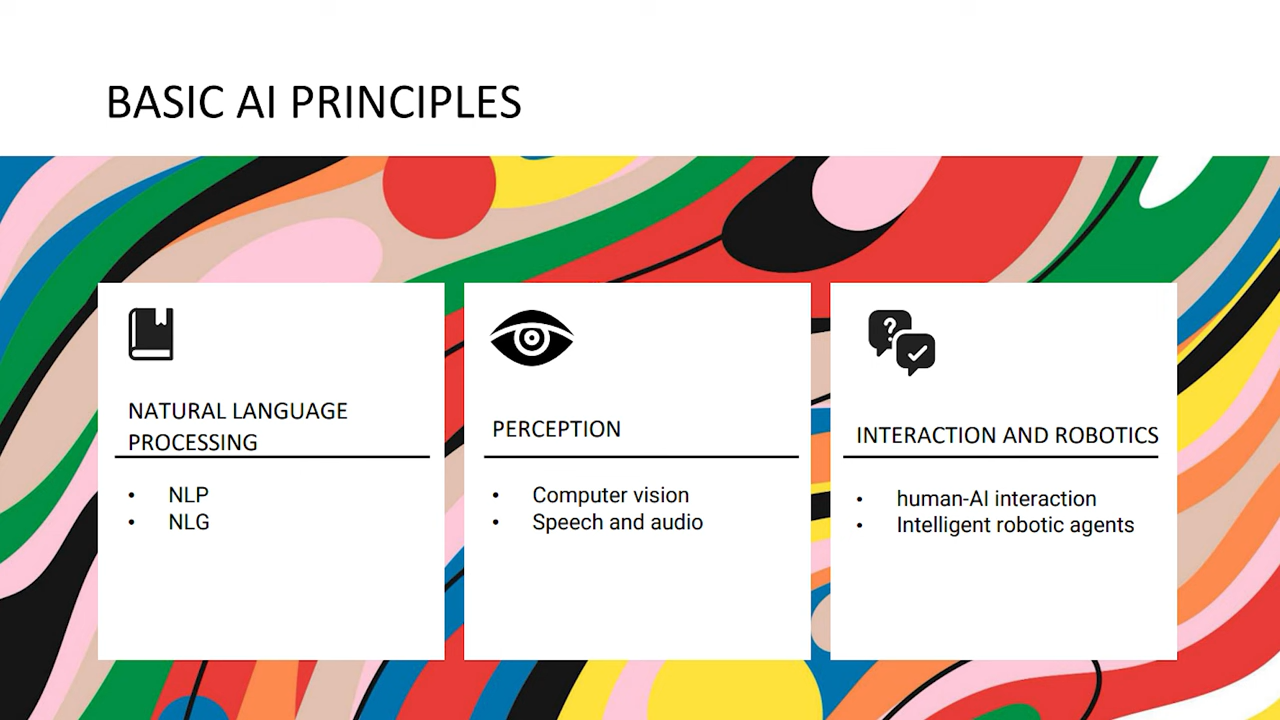 BASIC AI PRINCIPLES
NATURAL LANGUAGE
PROCESSING
• NLP
• NLG
PERCEPTION
• Computer vision
• Speech and audio
?
INTERACTION AND ROBOTICS
• human-AI interaction
• Intelligent robotic agents